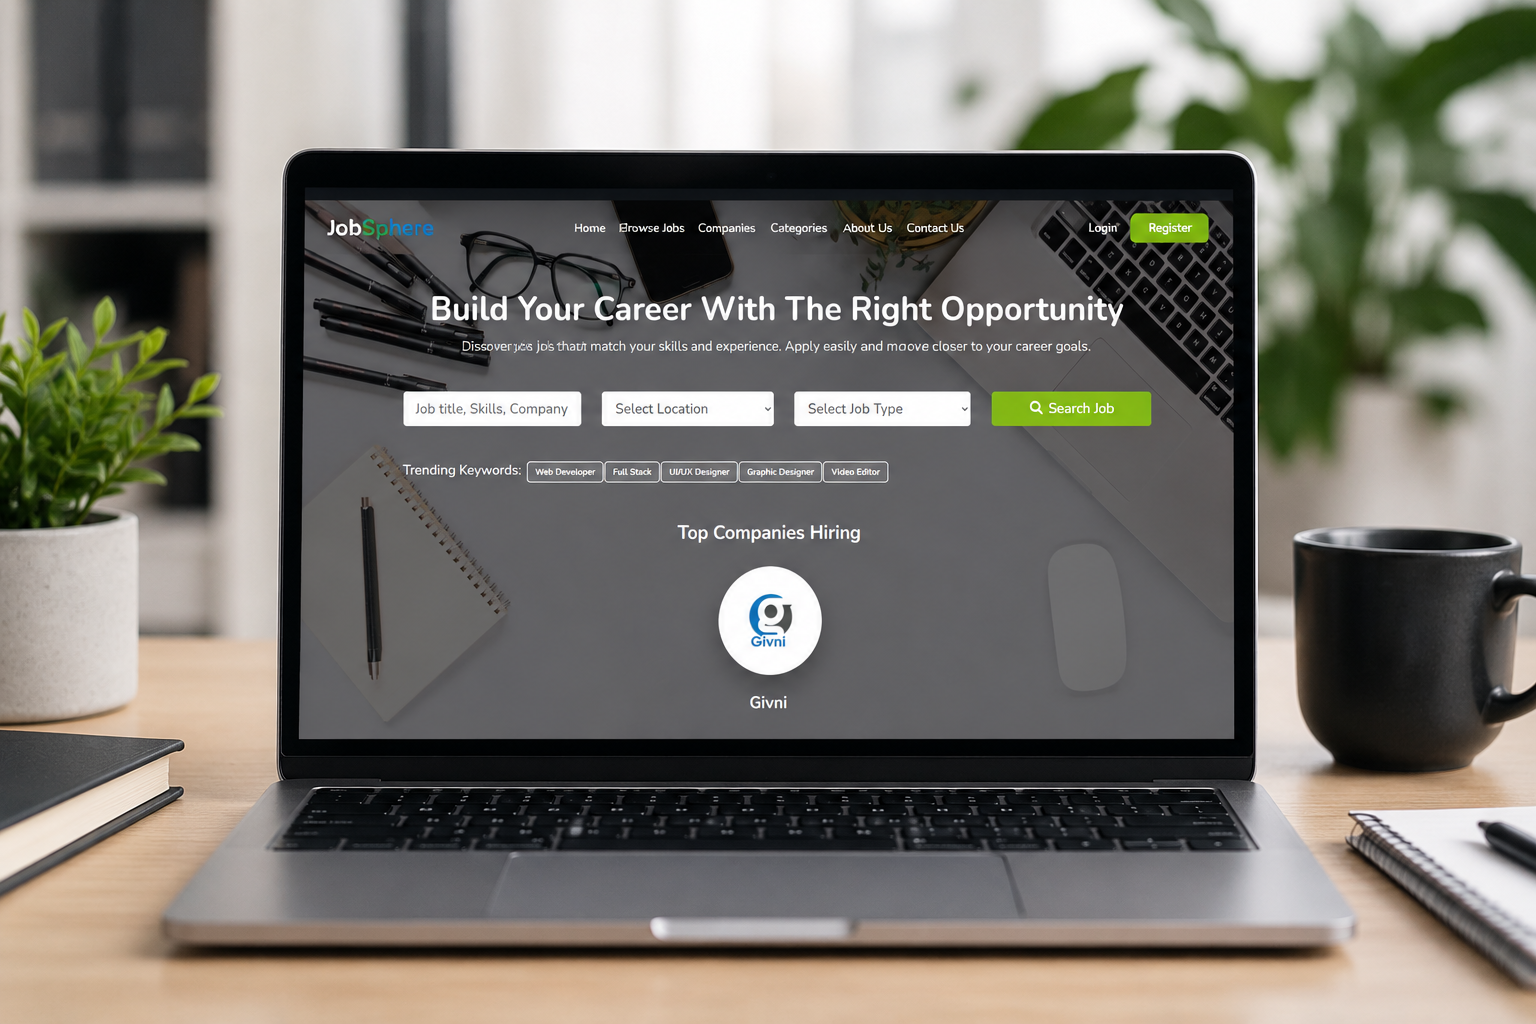 JobSphere
Home Browse Jobs Companies Categories About Us Contact Us
Login Register
Build Your Career With The Right Opportunity
Discover jobs match your skills and experience. Apply easily and closer to your career goals.
Job title, Skills, Company
Select Location
Select Job Type
Search Job
Trending Keywords: Web Developer Full Stack UI/UX Designer Graphic Designer Video Editor
Top Companies Hiring
g
Givni
Givni